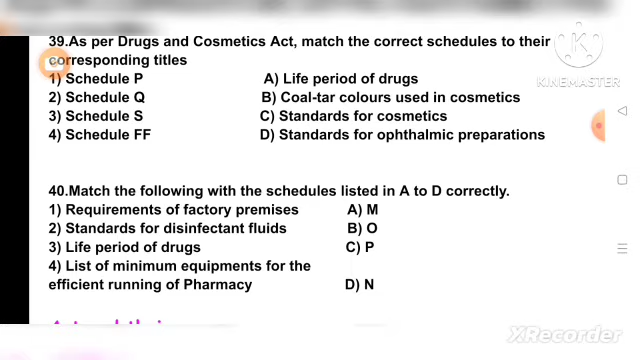 39.As per Drugs and Cosmetics Act, match the correct schedules to their
corresponding titles
1) Schedule P A) Life period of drugs
2) Schedule Q B) Coal-tar colours used in cosmetics
3) Schedule S C) Standards for cosmetics
4) Schedule FF D) Standards for ophthalmic preparations
KINEMASTER
40.Match the following with the schedules listed in A to D correctly.
1) Requirements of factory premises A) M
2) Standards for disinfectant fluids B) O
3) Life period of drugs C) P
4) List of minimum equipments for the
efficient running of Pharmacy D) N
XRecorder